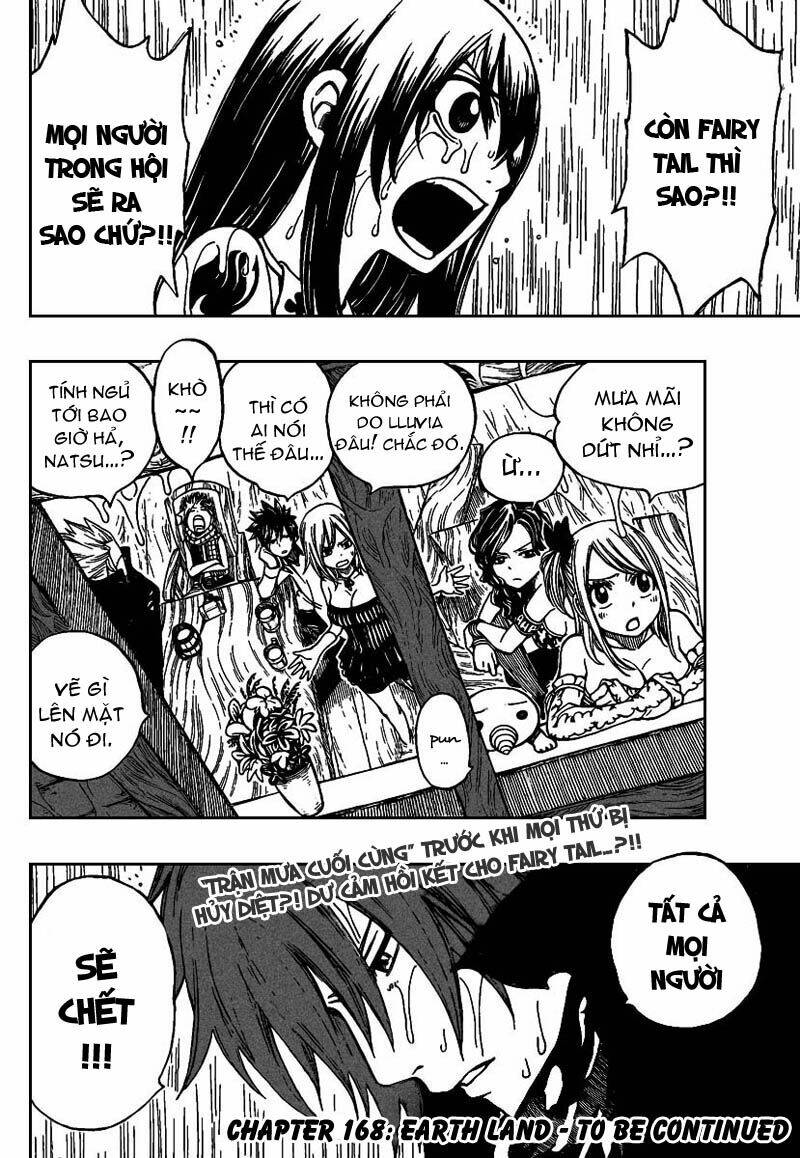 CÒN FAIRY
TAIL THÌ
SAO?!!
MỌI NGƯỜI
TRONG HỘI
SẼ RA
SAO CHỨ?!!
MƯA MÃI
KHÔNG
DỨT NHỈ...?
Ừ...
KHÔNG PHẢI
DO LLUVIA
ĐÂU! CHẮC ĐÓ.
THÌ CÓ
AI NÓI
THẾ ĐÂU...
KHÒ
~~
!!
TÍNH NGỦ
TỚI BAO
GIỜ HẢ,
NATSU...?
VẼ GÌ
LÊN MẶT
NÓ ĐI.
pun
...
"TRẬN MƯA CUỐI CÙNG" TRƯỚC KHI MỌI THỨ BỊ
HỦY DIỆT?! DỰ CẢM HỒI KẾT CHO FAIRY TAIL...?!!
TẤT CẢ
MỌI
NGƯỜI
SẼ
CHẾT
!!!
CHAPTER 168: EARTH LAND - TO BE CONTINUED